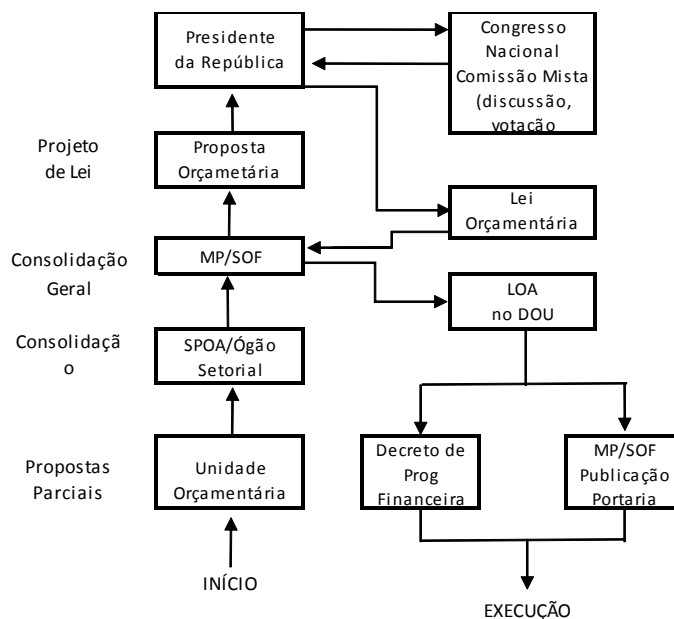 Presidente
da República
Congresso
Nacional
Comissão Mista
(discussão,
votação
Projeto
de Lei
Proposta
Orçametária
Lei
Orçamentária
Consolidação
Geral
MP/SOF
LOA
no DOU
Consolidaçã
o
SPOA/Ógão
Setorial
Propostas
Parciais
Unidade
Orçamentária
Decreto de
Prog
Financeira
MP/SOF
Publicação
Portaria
INÍCIO
EXECUÇÃO